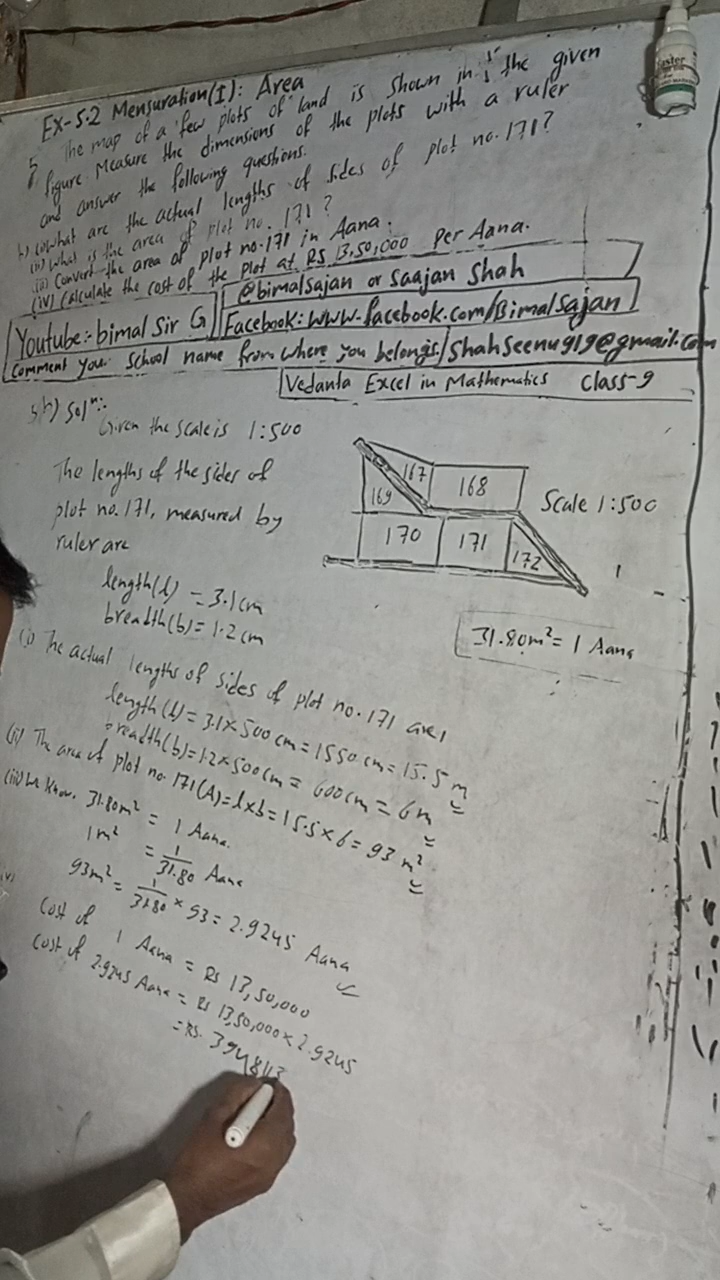 EX-5.2 Mensuration(I): Area
5. The map of a few plots of land is shown in the given
figure Measure the dimensions of the plots with a ruler
and answer the following questions.
b) (i) What are the actual lengths of sides of plot no. 171?
(ii) What is the area of plot no. 171?
(iii) Convert the area of plot no. 171 in Aana.
(iv) Calculate the cost of the plot at RS 13,50,000 per Aana.
@bimalsajan or Saajan Shah
Youtube:- bimal Sir G
Facebook: www.facebook.com/Bimalsajan
Comment your school name from where you belongs/Shahseenu919@gmail.com
Vedanta Excel in Mathematics Class-9
5.b) Solⁿ:
Given the scale is 1:500
The lengths of the sides of
plot no. 171, measured by
ruler are
length(l) = 3.1cm
breadth(b) = 1.2 cm
167
168
169
170
171
172
Scale 1:500
31.80m² = 1 Aana
(i) The actual lengths of sides of plot no. 171 are,
length (l) = 3.1×500cm = 1550cm = 15.5 m
breadth(b)=1.2×500cm = 600cm = 6m
(ii) The area of plot no. 171(A)=l×b=15.5×6=93 m²
(iii) We know, 31.80m² = 1 Aana.
1m² = 1/31.80 Aana
93m² = 1/31.80 × 93 = 2.9245 Aana
(iv)
Cost of 1 Aana = Rs 13,50,000
Cost of 2.9245 Aana = Rs 13,50,000×2.9245
= Rs. 394811